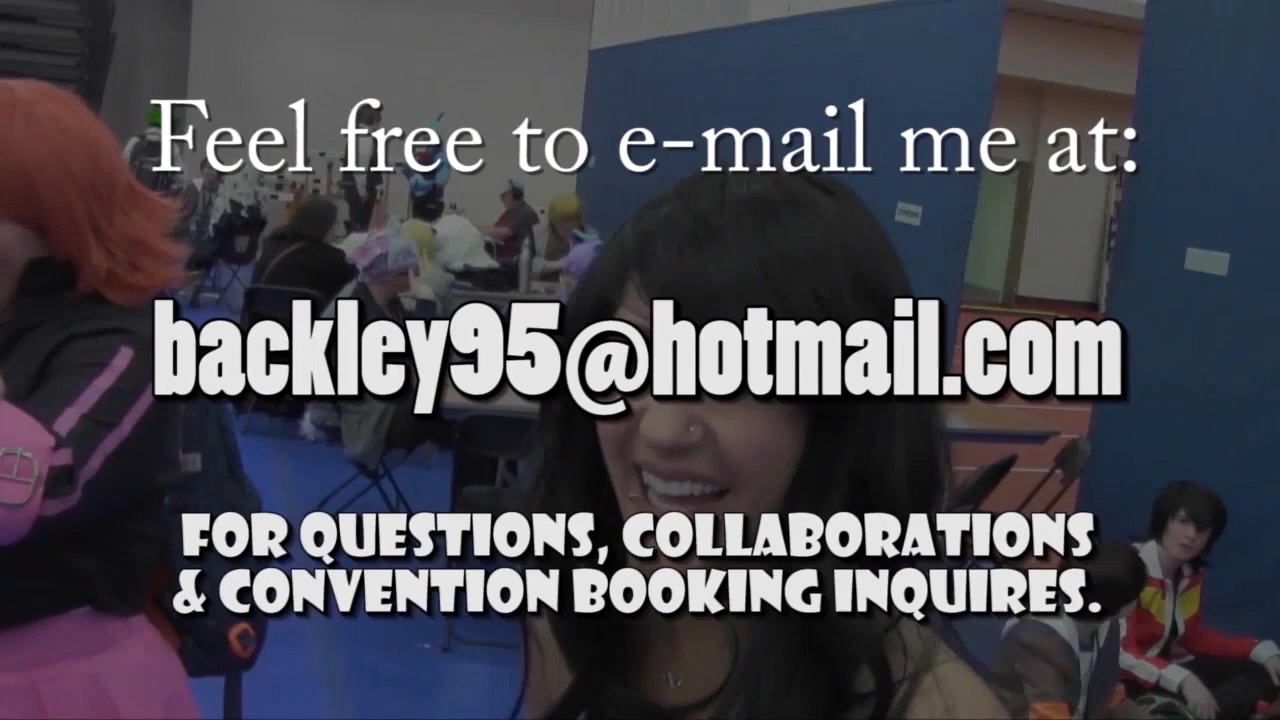 Feel free to e-mail me at:
backley95@hotmail.com
FOR QUESTIONS, COLLABORATIONS
& CONVENTION BOOKING INQUIRES.